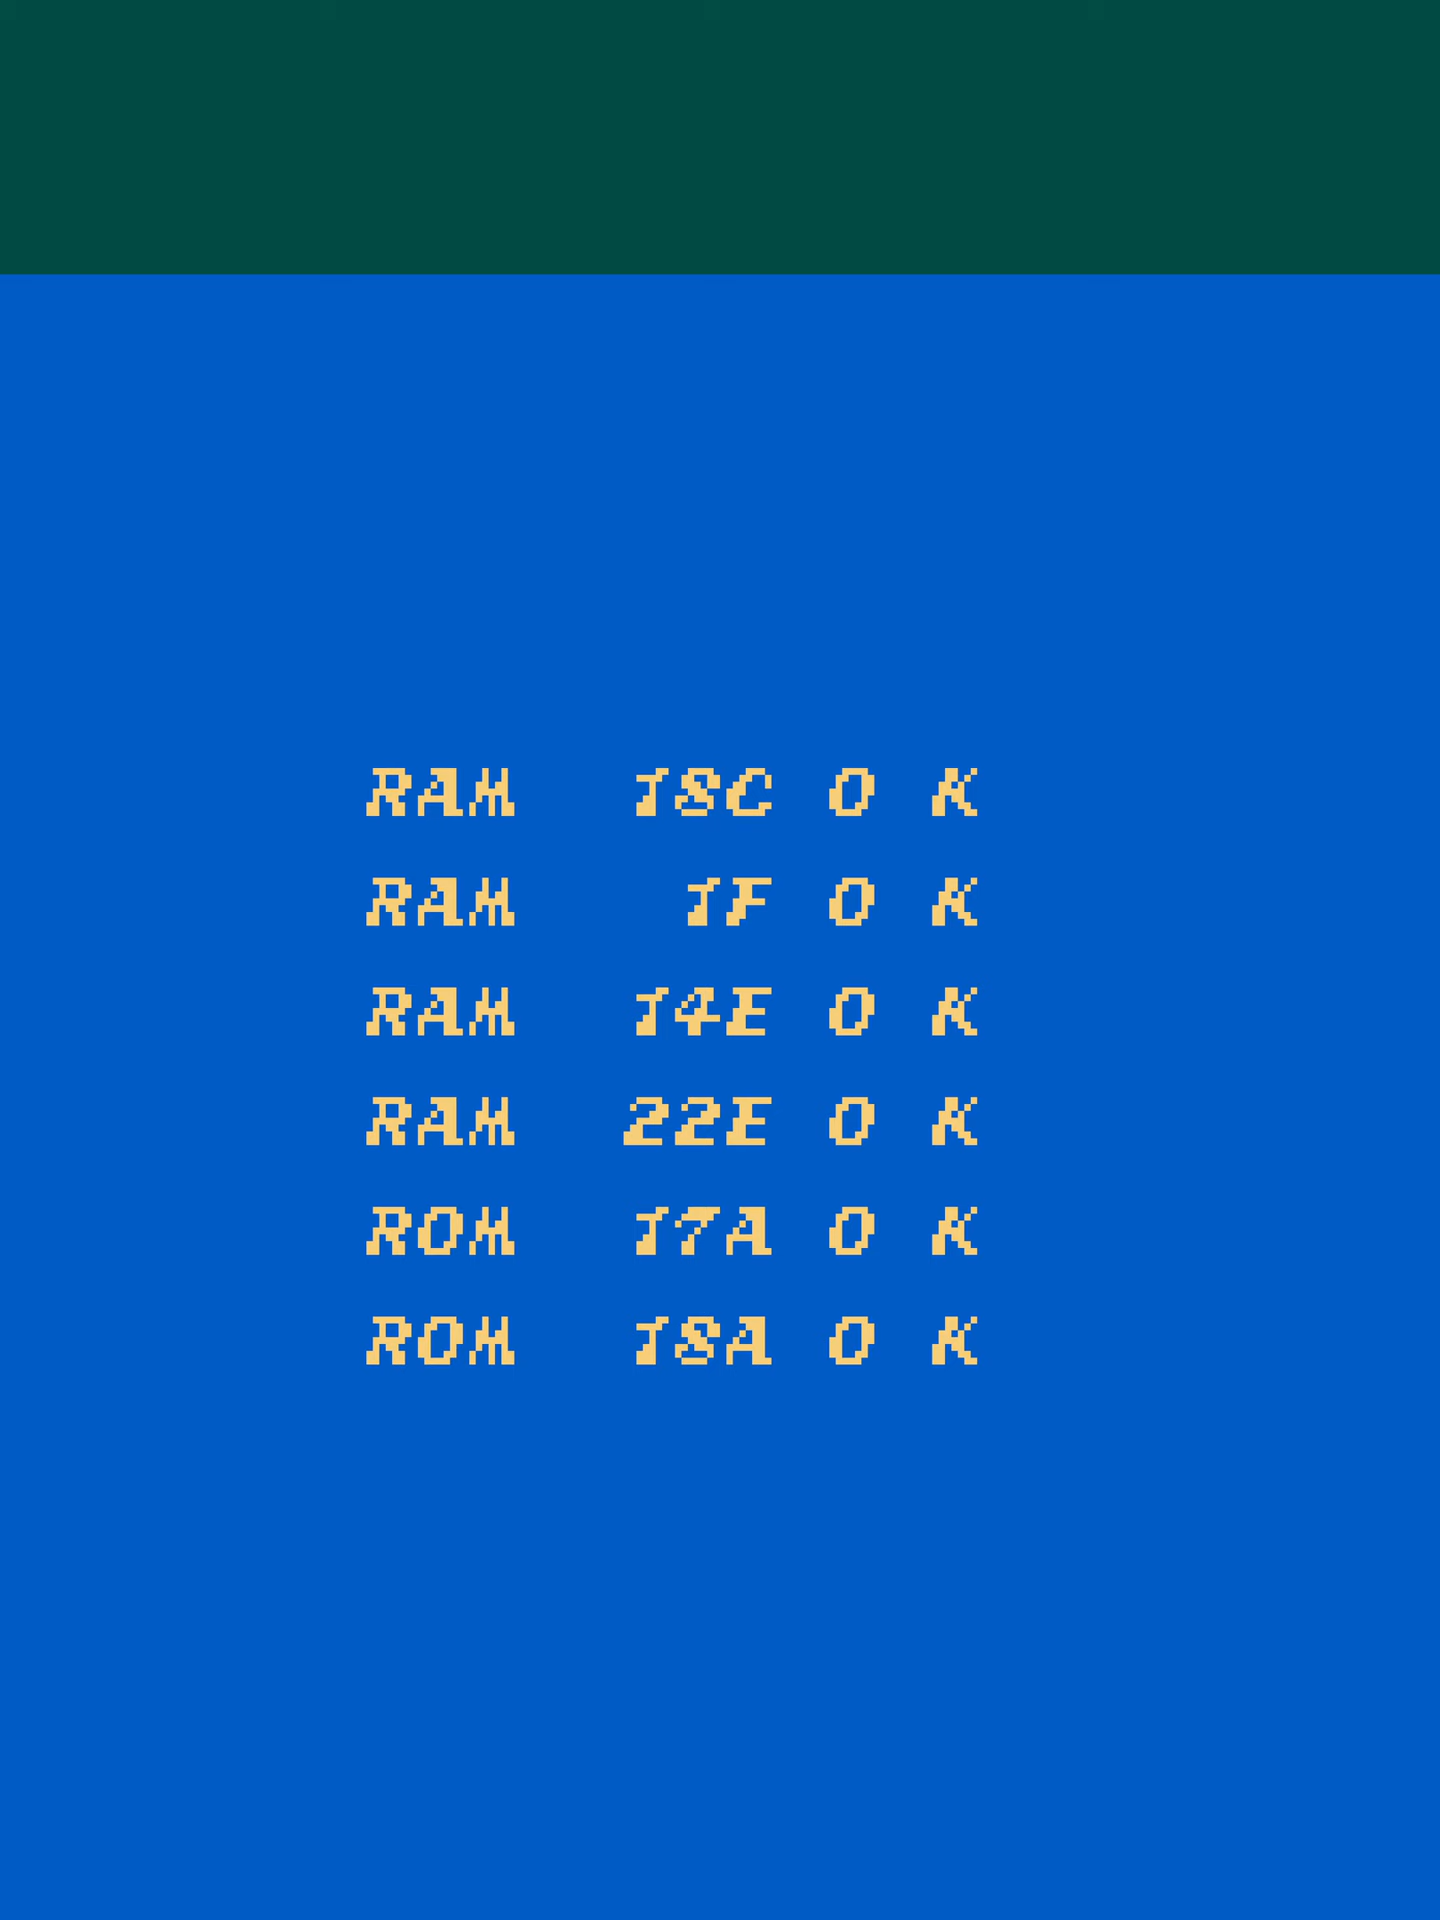 RAM 18C O K
RAM 1F O K
RAM 14E O K
RAM 22E O K
ROM 17A O K
ROM 18A O K